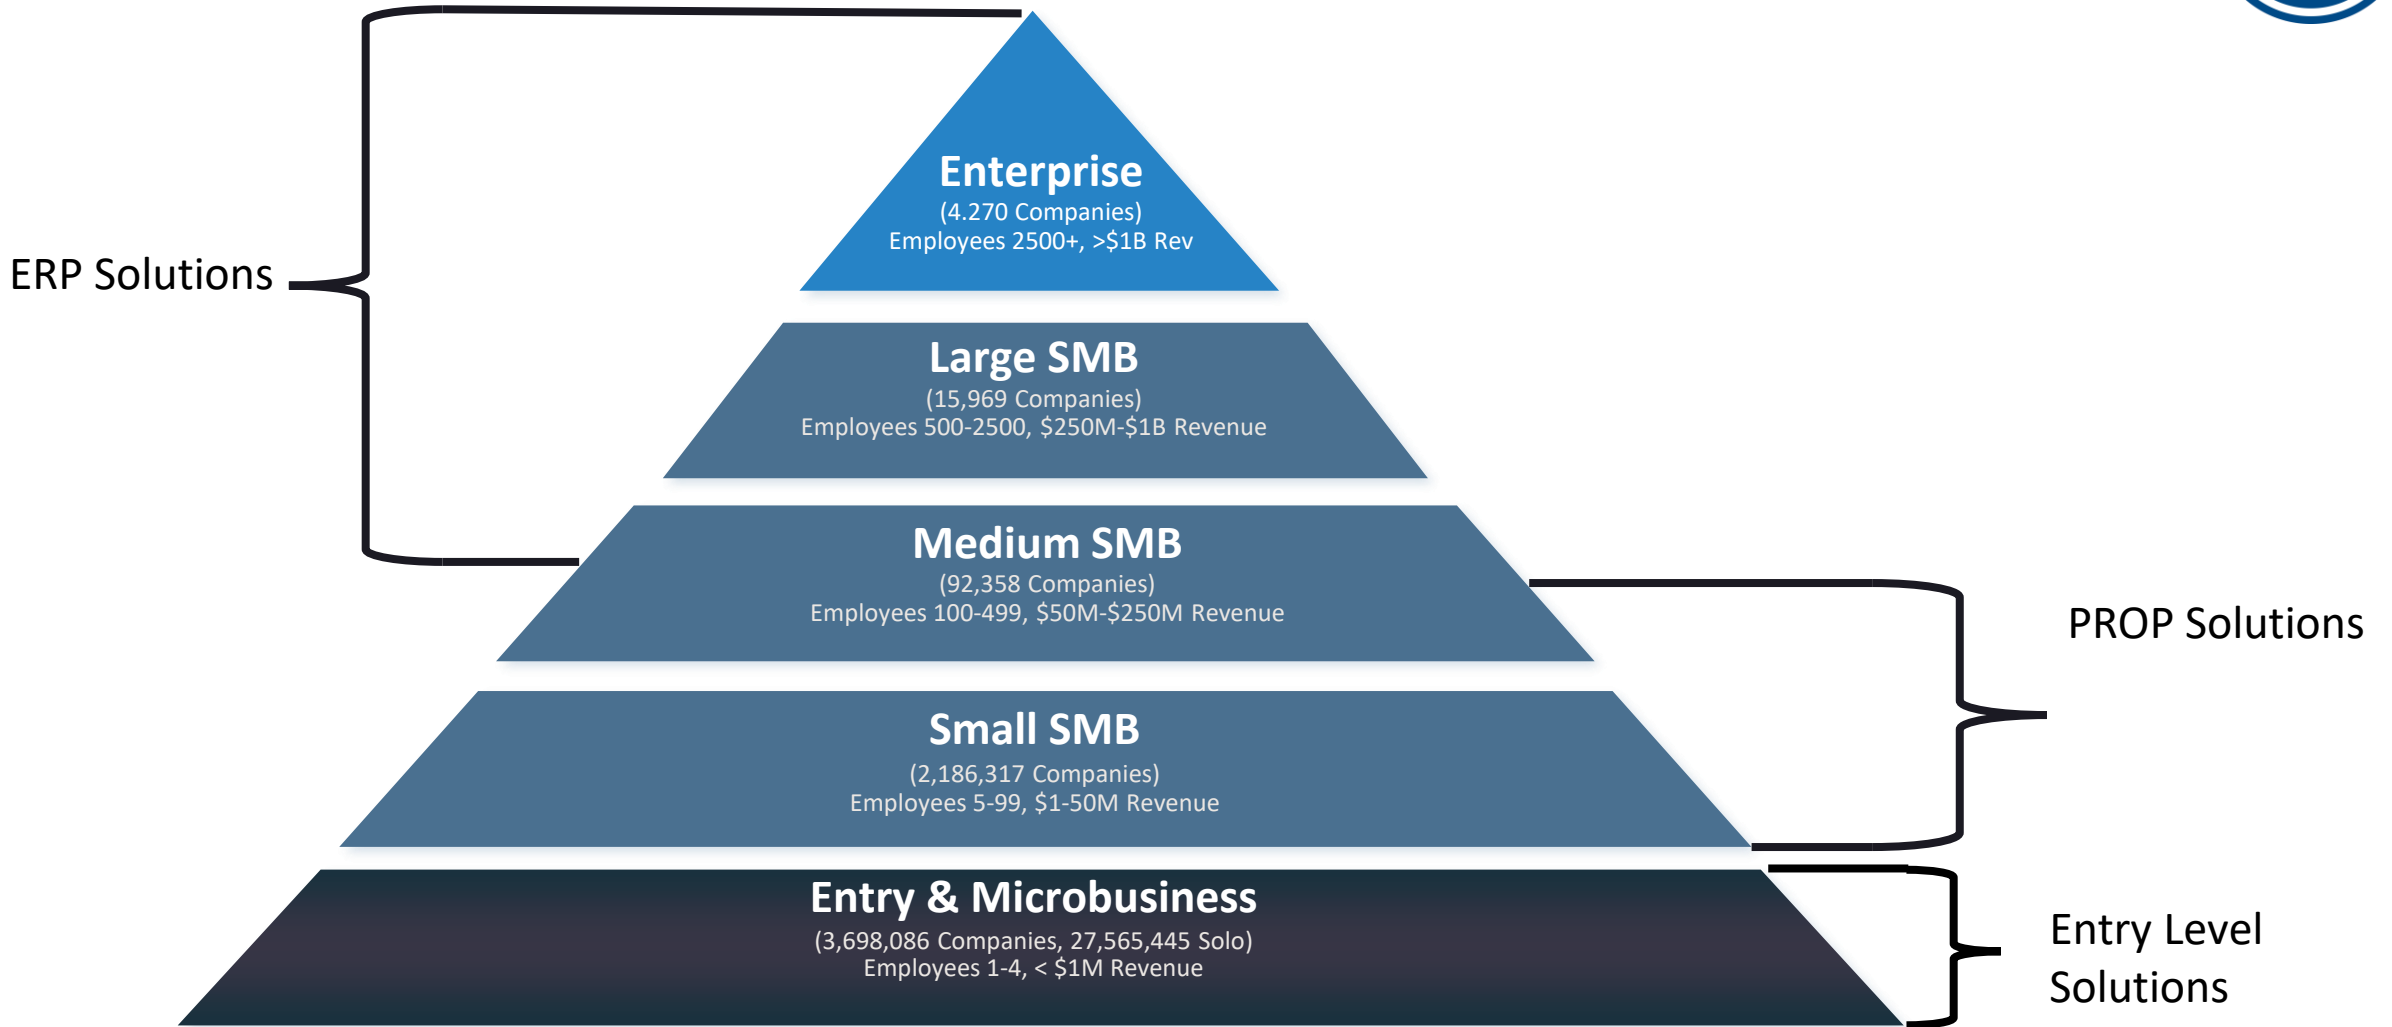 Enterprise
(4.270 Companies)
Employees 2500+, >$1B Rev
ERP Solutions
Large SMB
(15,969 Companies)
Employees 500-2500, $250M-$1B Revenue
Medium SMB
(92,358 Companies)
Employees 100-499, $50M-$250M Revenue
PROP Solutions
Small SMB
(2,186,317 Companies)
Employees 5-99, $1-50M Revenue
Entry & Microbusiness
(3,698,086 Companies, 27,565,445 Solo)
Employees 1-4, < $1M Revenue
Entry Level
Solutions